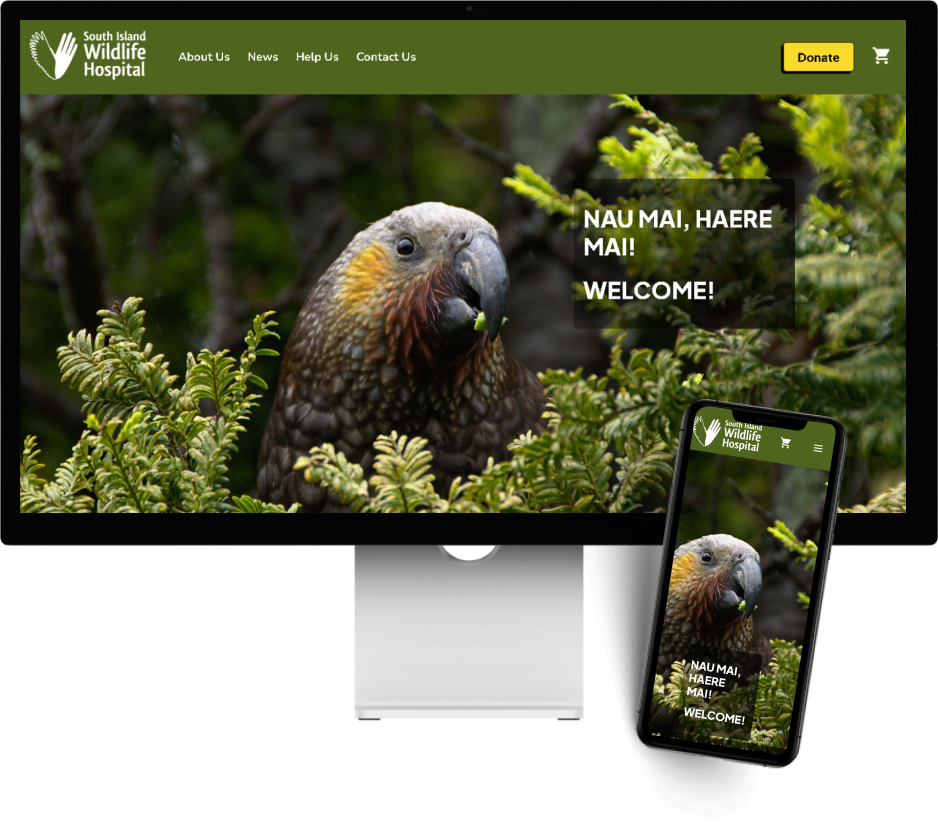 South Island
Wildlife
Hospital
About Us News Help Us Contact Us
Donate
NAU MAI, HAERE
MAI!
WELCOME!
South Island
Wildlife
Hospital
NAU MAI,
HAERE
MAI!
WELCOME!